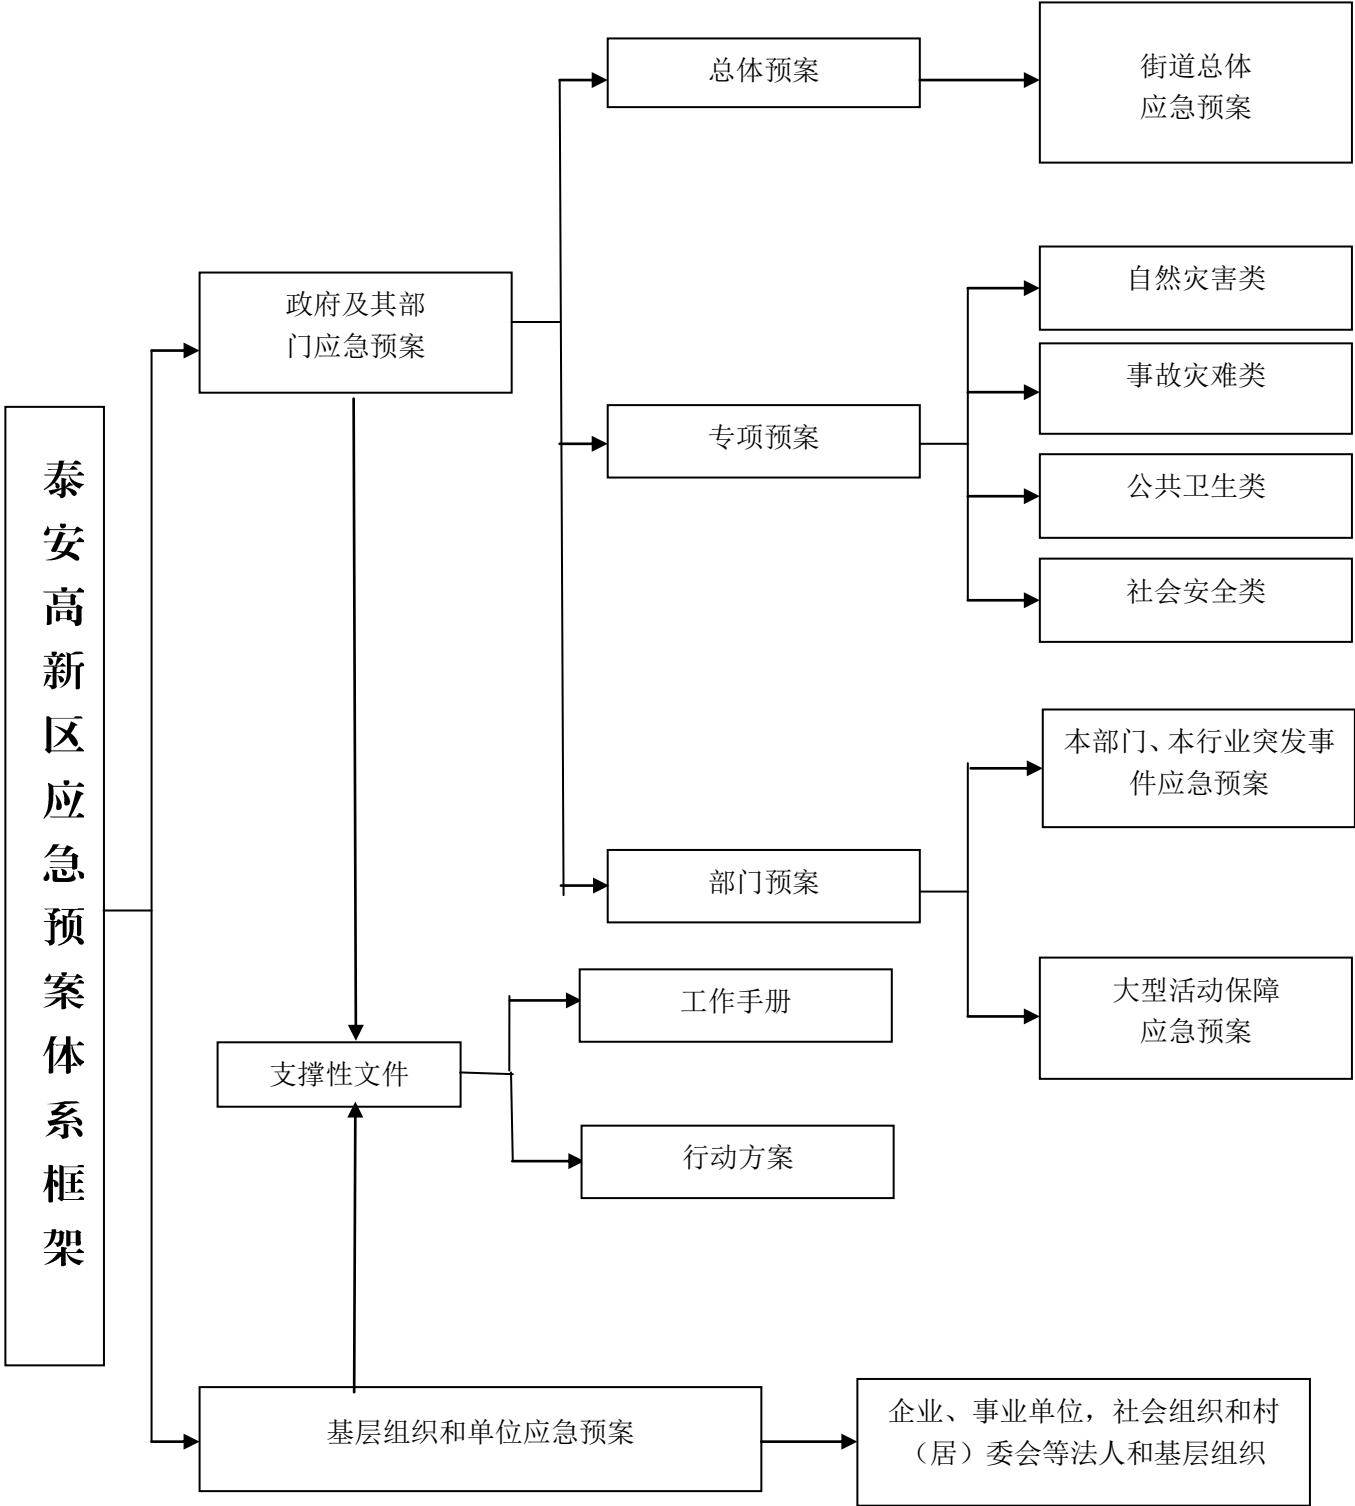 泰安高新区应急预案体系框架
政府及其部
门应急预案
总体预案
街道总体
应急预案
专项预案
自然灾害类
事故灾难类
公共卫生类
社会安全类
部门预案
本部门、本行业突发事
件应急预案
大型活动保障
应急预案
支撑性文件
工作手册
行动方案
基层组织和单位应急预案
企业、事业单位，社会组织和村
（居）委会等法人和基层组织